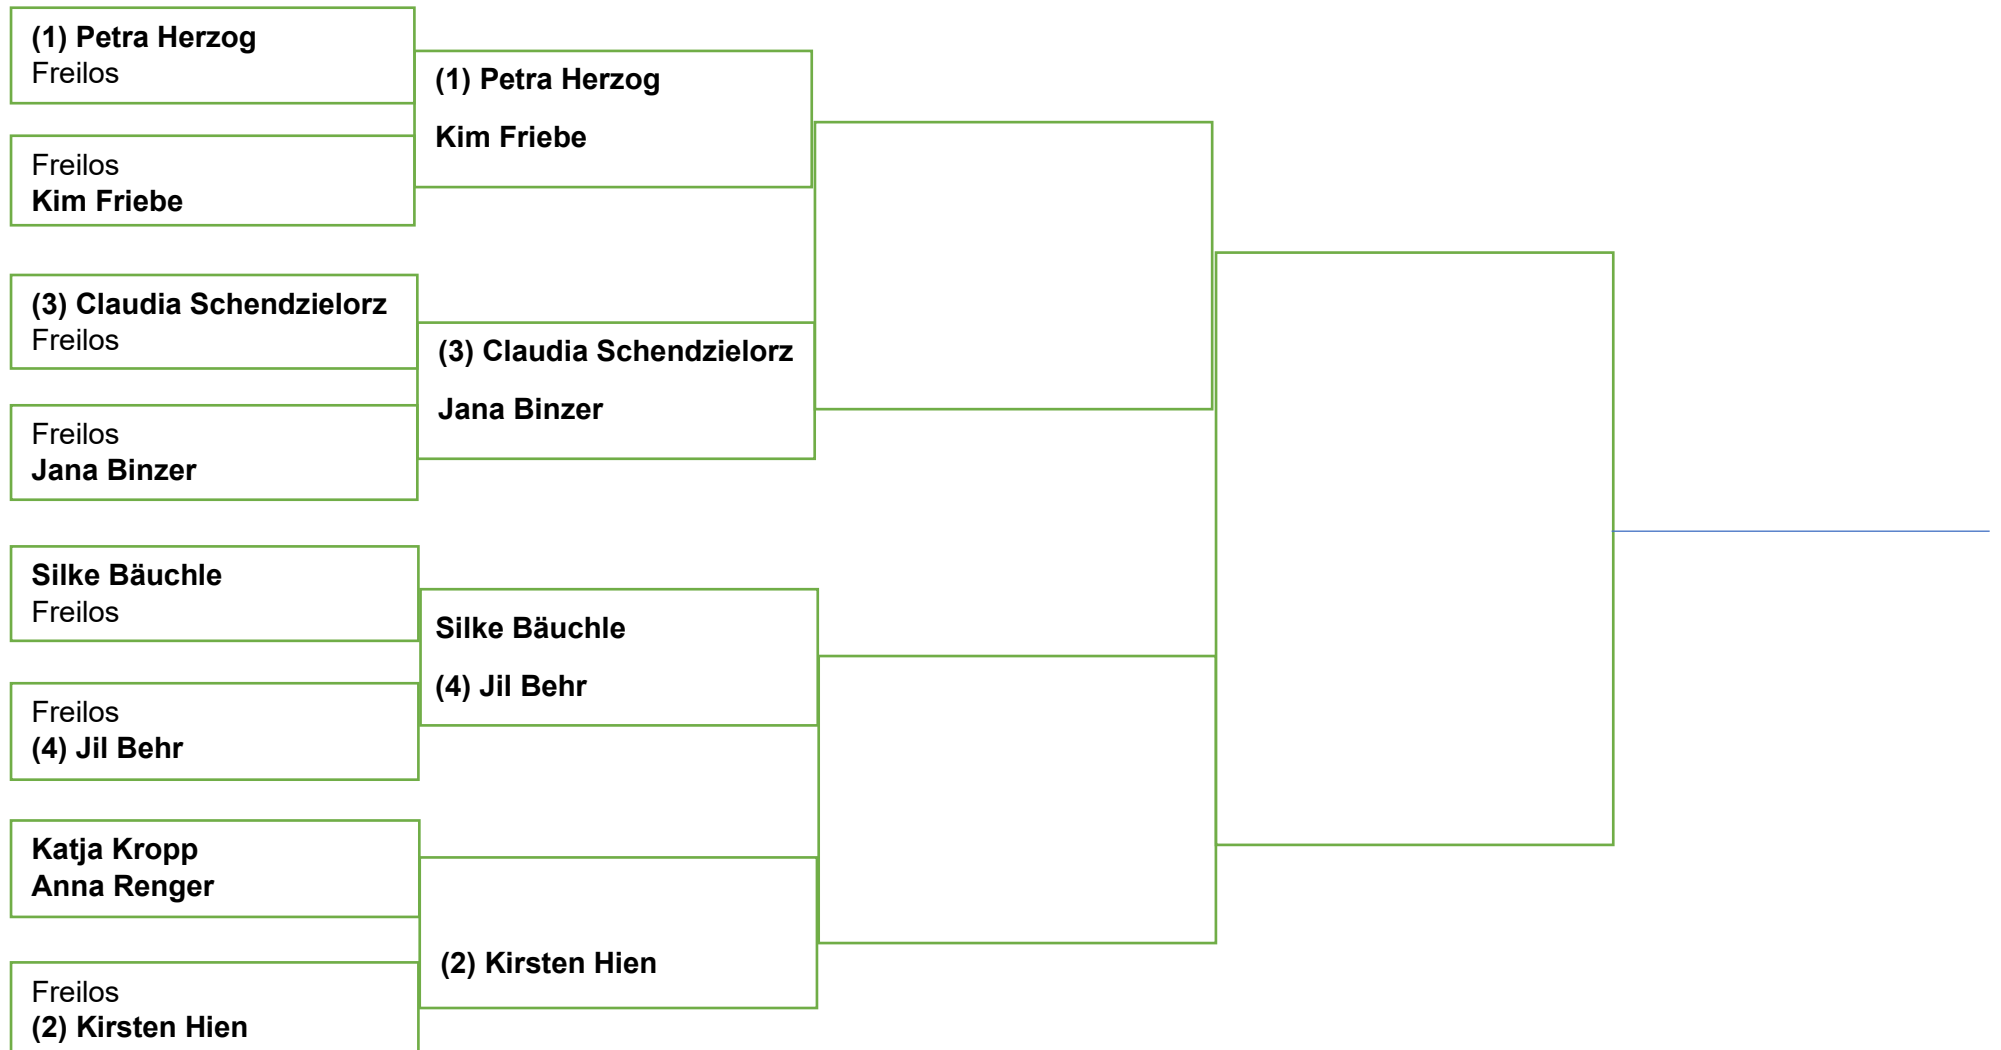 (1) Petra Herzog
Freilos
Freilos
Kim Friebe
(3) Claudia Schendzielorz
Freilos
Freilos
Jana Binzer
Silke Bäuchle
Freilos
Freilos
(4) Jil Behr
Katja Kropp
Anna Renger
Freilos
(2) Kirsten Hien
(1) Petra Herzog
Kim Friebe
(3) Claudia Schendzielorz
Jana Binzer
Silke Bäuchle
(4) Jil Behr
(2) Kirsten Hien